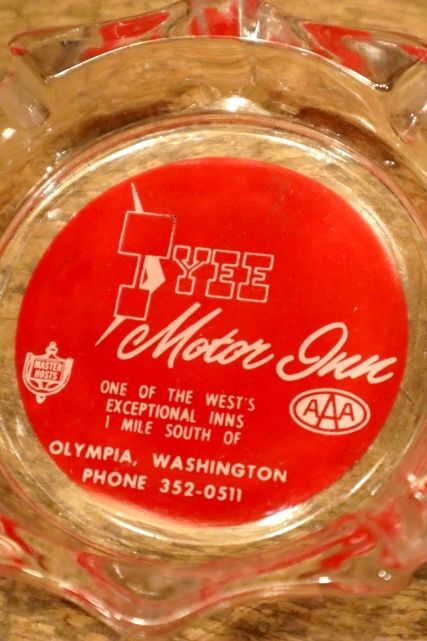 TYEE
Motor Inn
MASTER
HOSTS
ONE OF THE WEST'S
EXCEPTIONAL INNS
1 MILE SOUTH OF
AAA
OLYMPIA, WASHINGTON
PHONE 352-0511